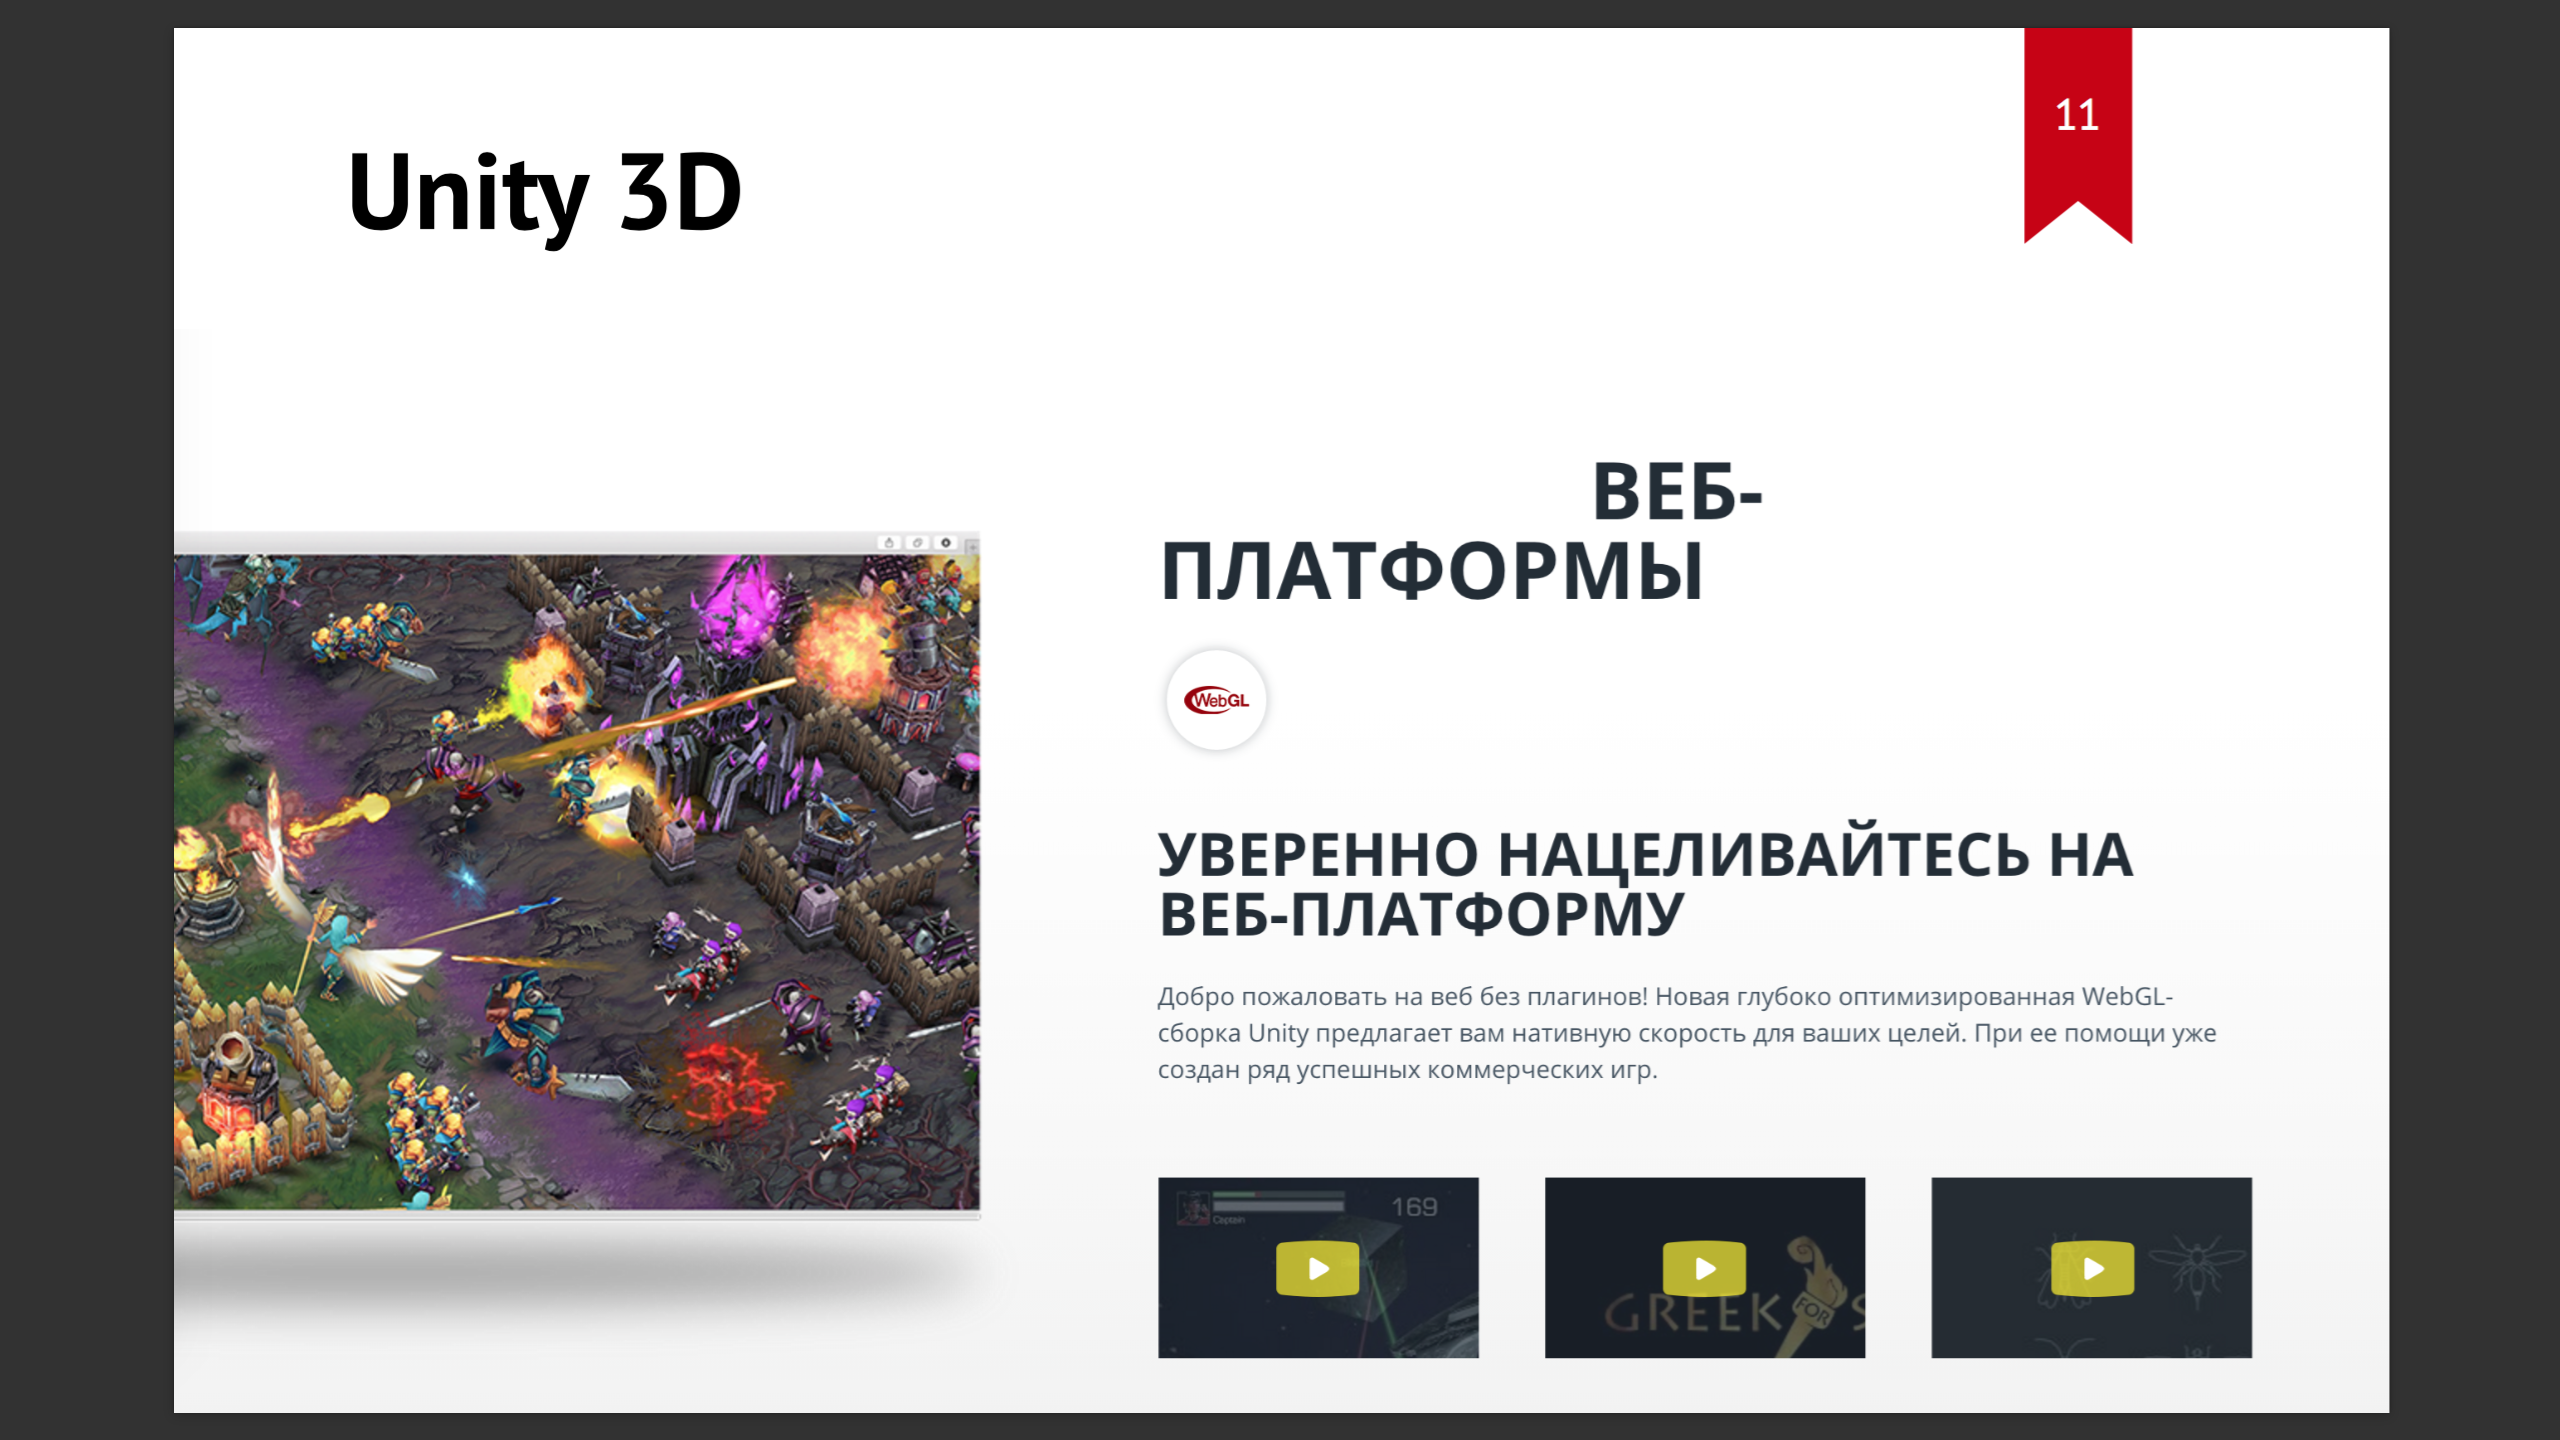 11
Unity 3D
ВЕБ-
ПЛАТФОРМЫ
WebGL
УВЕРЕННО НАЦЕЛИВАЙТЕСЬ НА
ВЕБ-ПЛАТФОРМУ
Добро пожаловать на веб без плагинов! Новая глубоко оптимизированная WebGL-
сборка Unity предлагает вам нативную скорость для ваших целей. При ее помощи уже
создан ряд успешных коммерческих игр.
169
Captain
GREEK FOR S